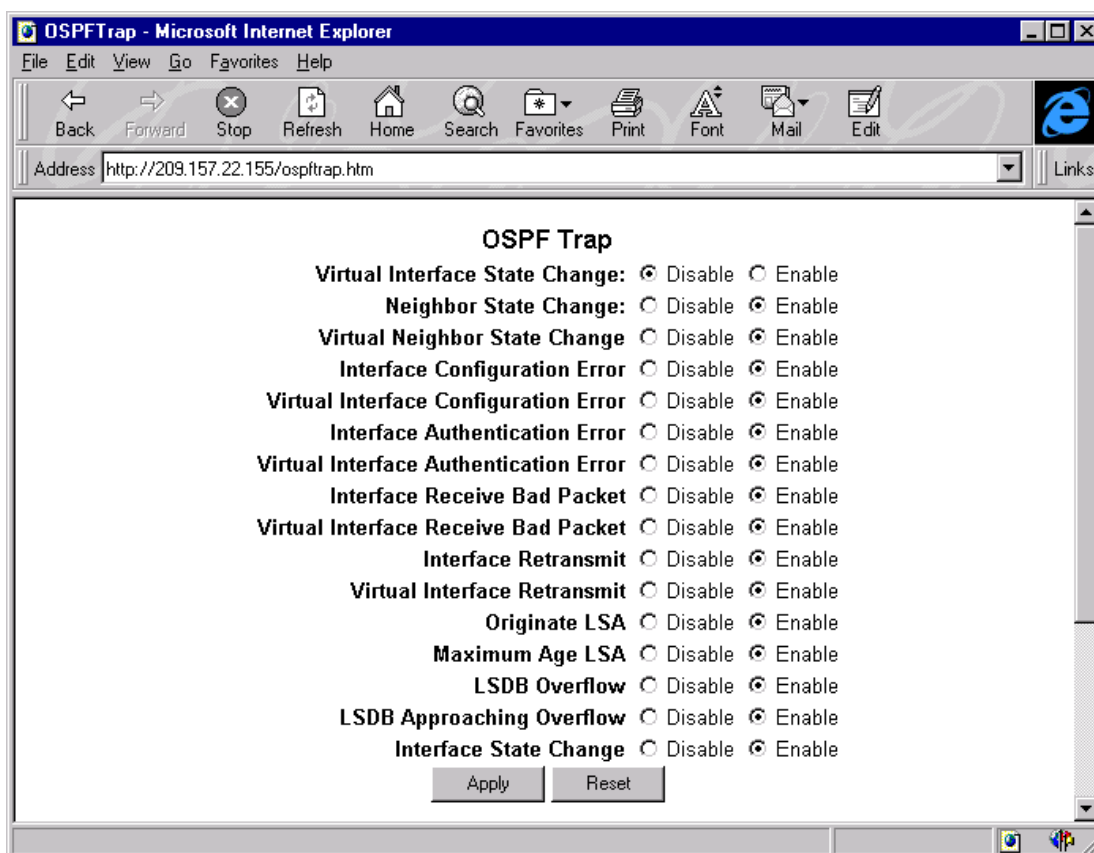 OSPFTrap - Microsoft Internet Explorer
File Edit View Go Favorites Help
Back Forward Stop Refresh Home Search Favorites Print Font Mail Edit
Address http://209.157.22.155/ospftrap.htm Links
OSPF Trap
Virtual Interface State Change: Disable Enable
Neighbor State Change: Disable Enable
Virtual Neighbor State Change Disable Enable
Interface Configuration Error Disable Enable
Virtual Interface Configuration Error Disable Enable
Interface Authentication Error Disable Enable
Virtual Interface Authentication Error Disable Enable
Interface Receive Bad Packet Disable Enable
Virtual Interface Receive Bad Packet Disable Enable
Interface Retransmit Disable Enable
Virtual Interface Retransmit Disable Enable
Originate LSA Disable Enable
Maximum Age LSA Disable Enable
LSDB Overflow Disable Enable
LSDB Approaching Overflow Disable Enable
Interface State Change Disable Enable
Apply Reset